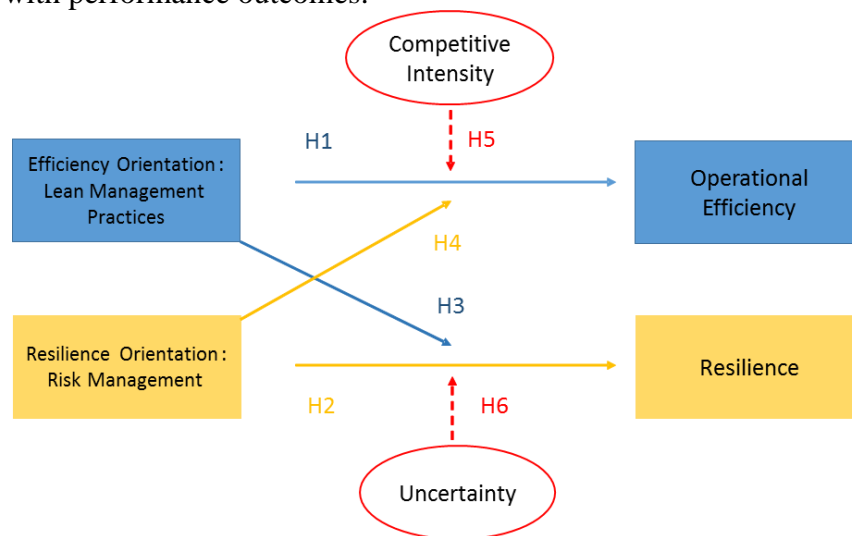 with performance outcomes.
Competitive
Intensity
H1
H5
Efficiency Orientation:
Lean Management
Practices
Operational
Efficiency
H4
H3
Resilience Orientation:
Risk Management
Resilience
H2
H6
Uncertainty